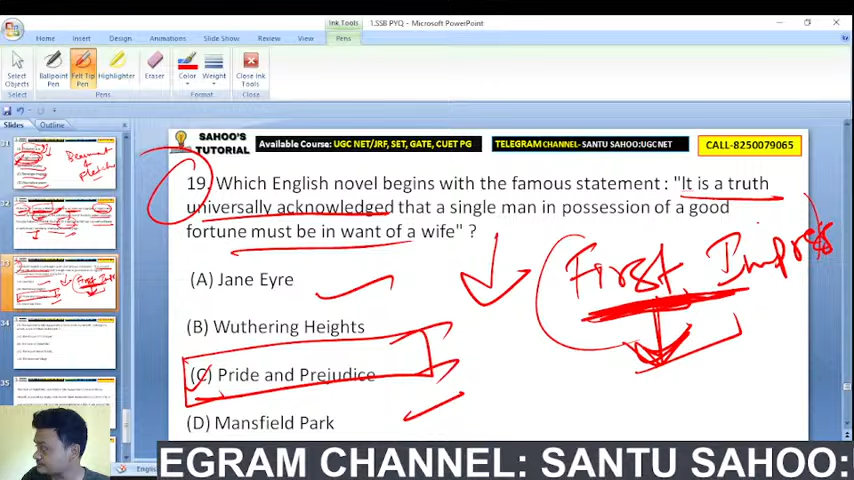 Ink Tools
1.SSB PYQ - Microsoft PowerPoint
Home Insert Design Animations Slide Show Review View Pens
Select Objects
Ballpoint Pen
Felt Tip Pen
Highlighter
Eraser
Color
Weight
Close Ink Tools
Select
Pens
Format
Close
Slides Outline
32
33
34
35
SAHOO'S TUTORIAL
Available Course: UGC NET/JRF, SET, GATE, CUET PG
TELEGRAM CHANNEL- SANTU SAHOO:UGCNET
CALL-8250079065
19. Which English novel begins with the famous statement : "It is a truth
universally acknowledged that a single man in possession of a good
fortune must be in want of a wife" ?
First Impress
(A) Jane Eyre
(B) Wuthering Heights
(C) Pride and Prejudice
(D) Mansfield Park
English
EGRAM CHANNEL: SANTU SAHOO: